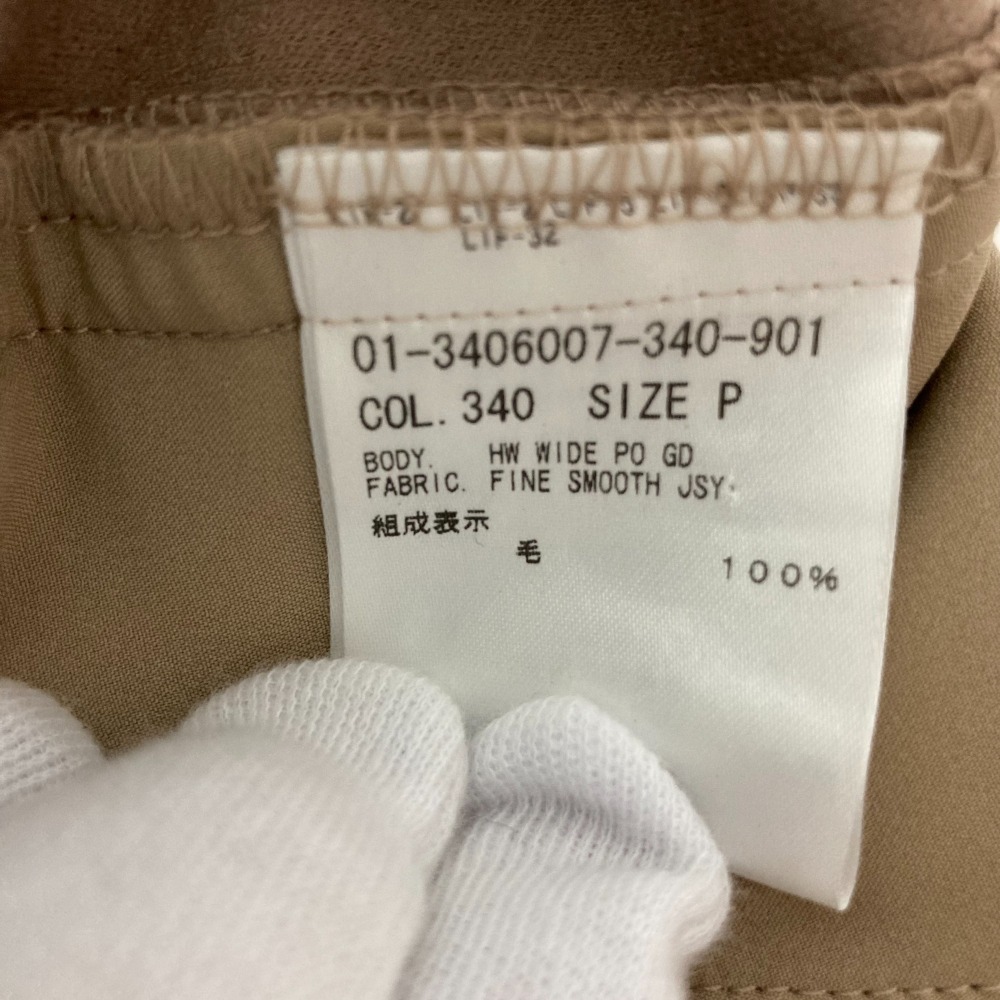 LIF-32
01-3406007-340-901
COL. 340 SIZE P
BODY. HW WIDE PO GD
FABRIC. FINE SMOOTH JSY.
組成表示
毛 100%